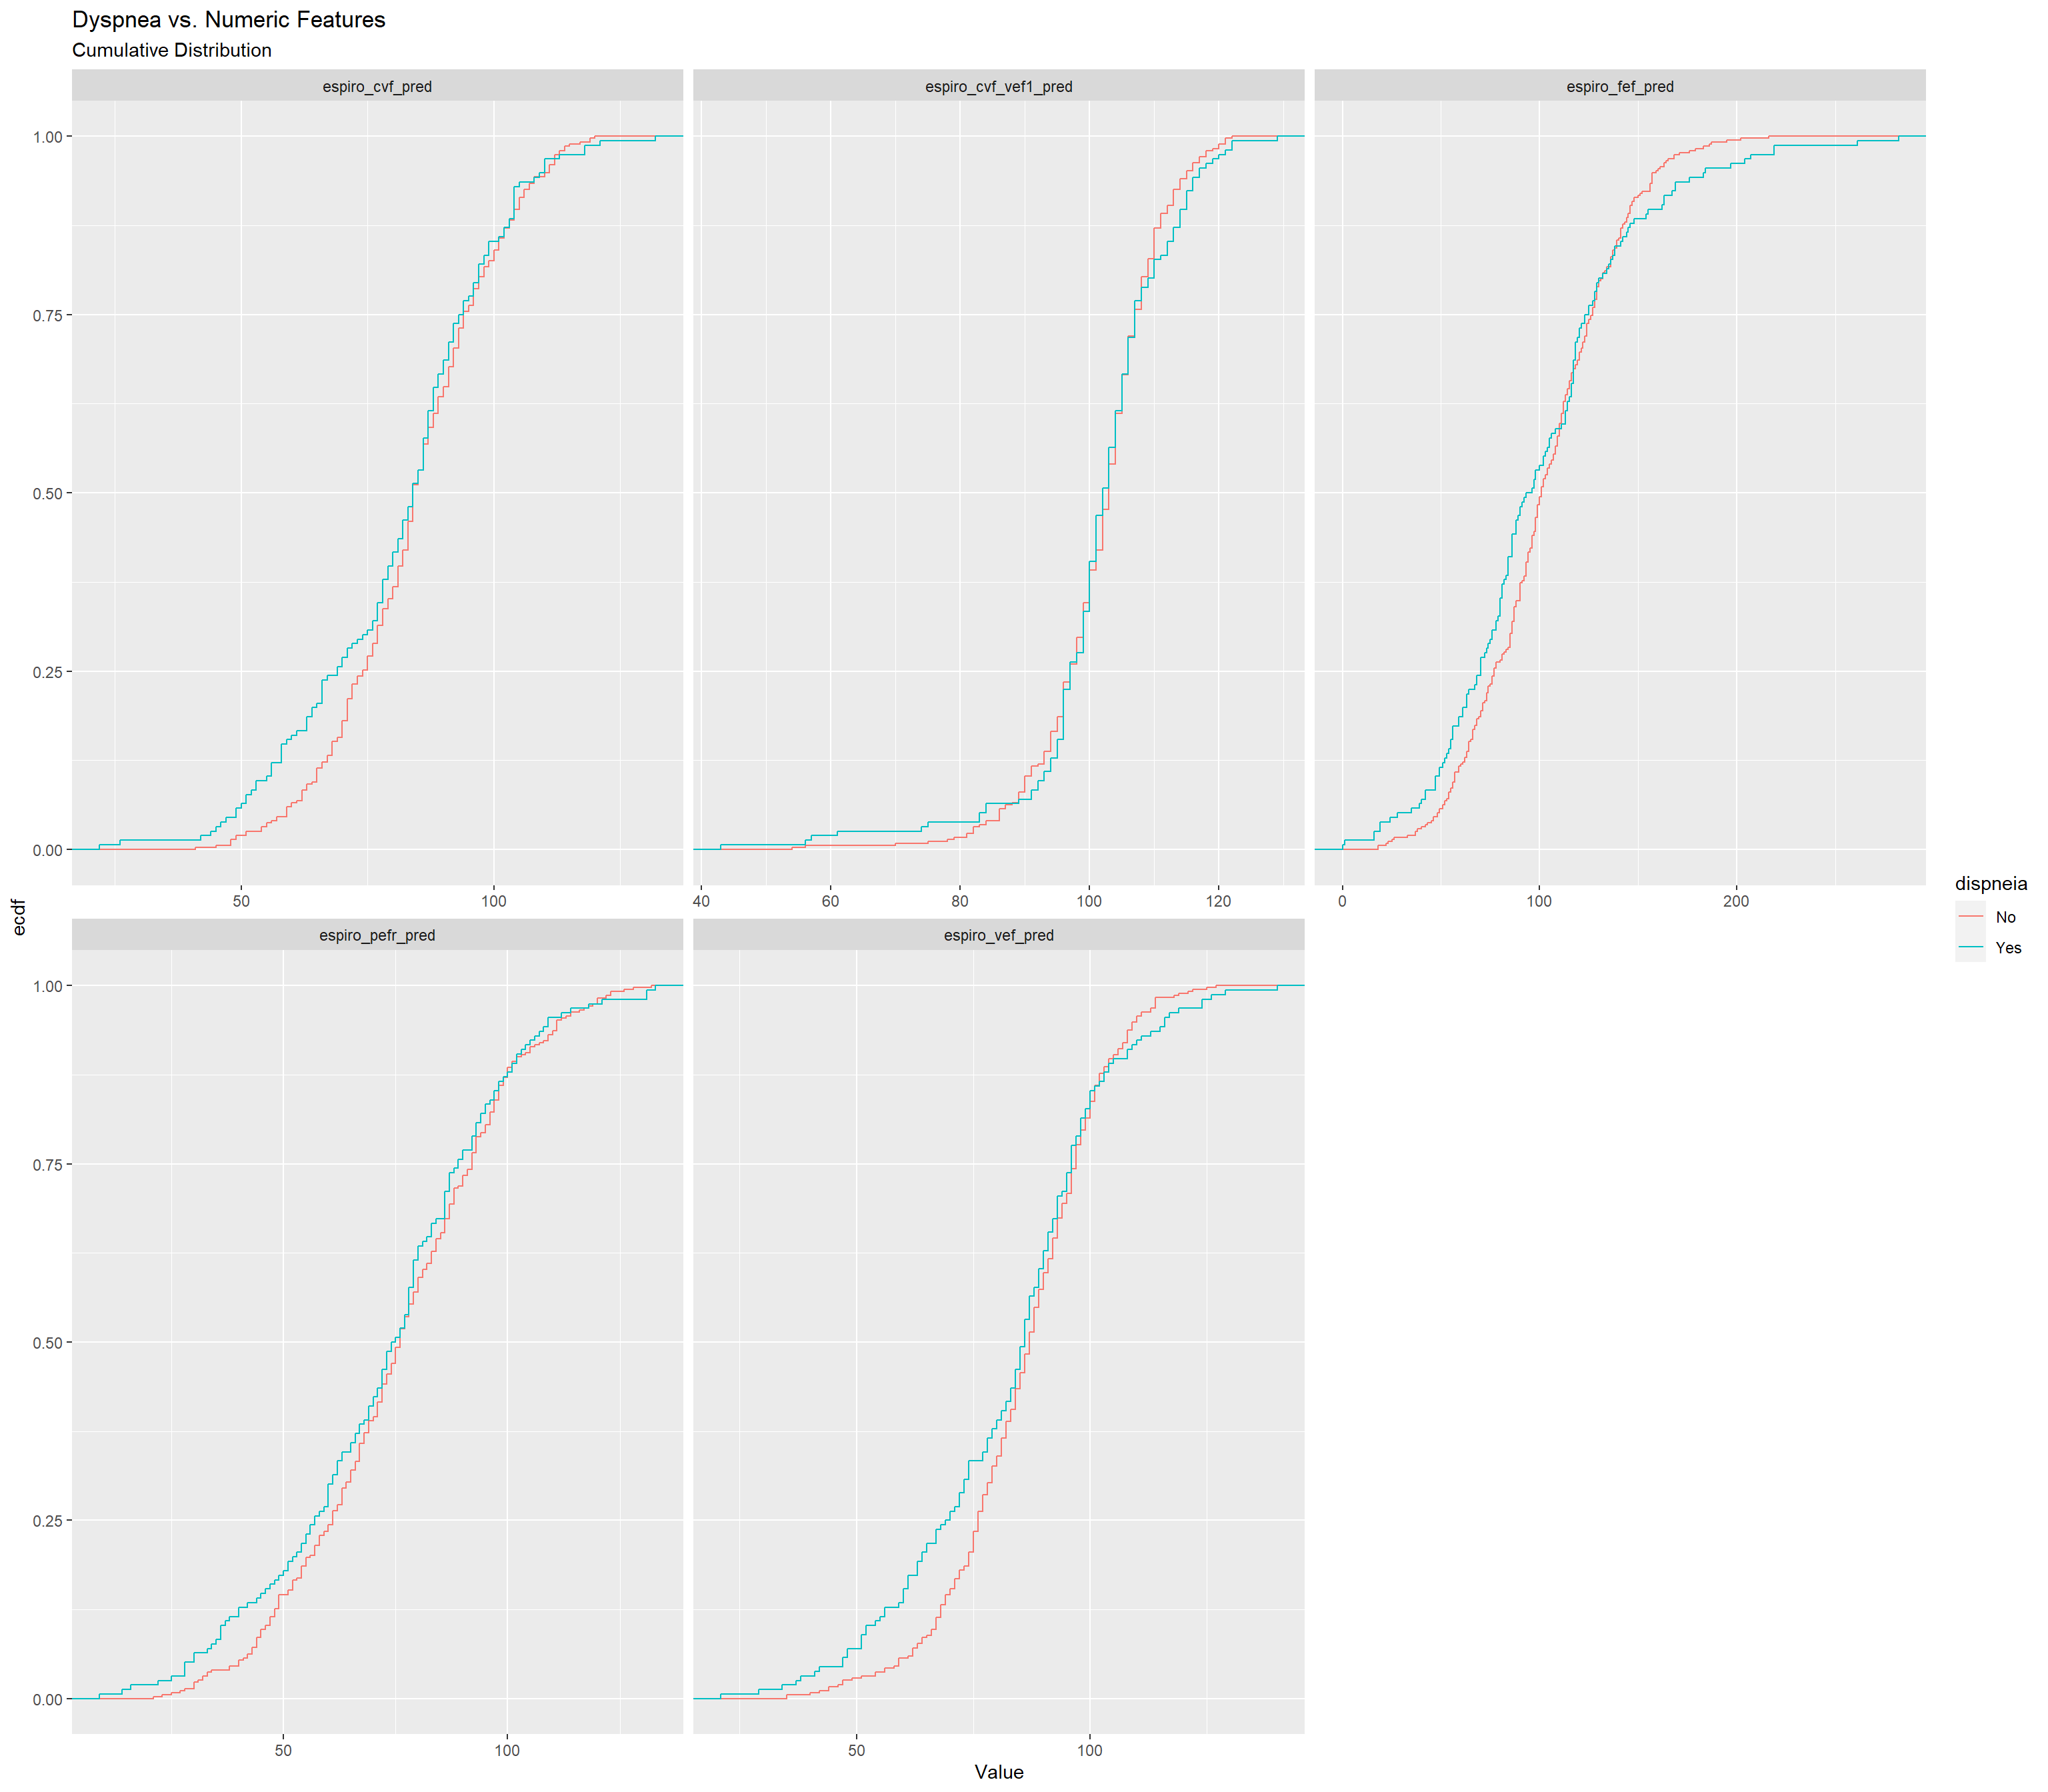 Dyspnea vs. Numeric Features
Cumulative Distribution
espiro_cvf_pred
espiro_cvf_vef1_pred
espiro_fef_pred
1.00
0.75
0.50
0.25
0.00
50 100
40 60 80 100 120
0 100 200
espiro_pefr_pred
espiro_vef_pred
1.00
0.75
0.50
0.25
0.00
50 100
50 100
ecdf
Value
dispneia
No
Yes